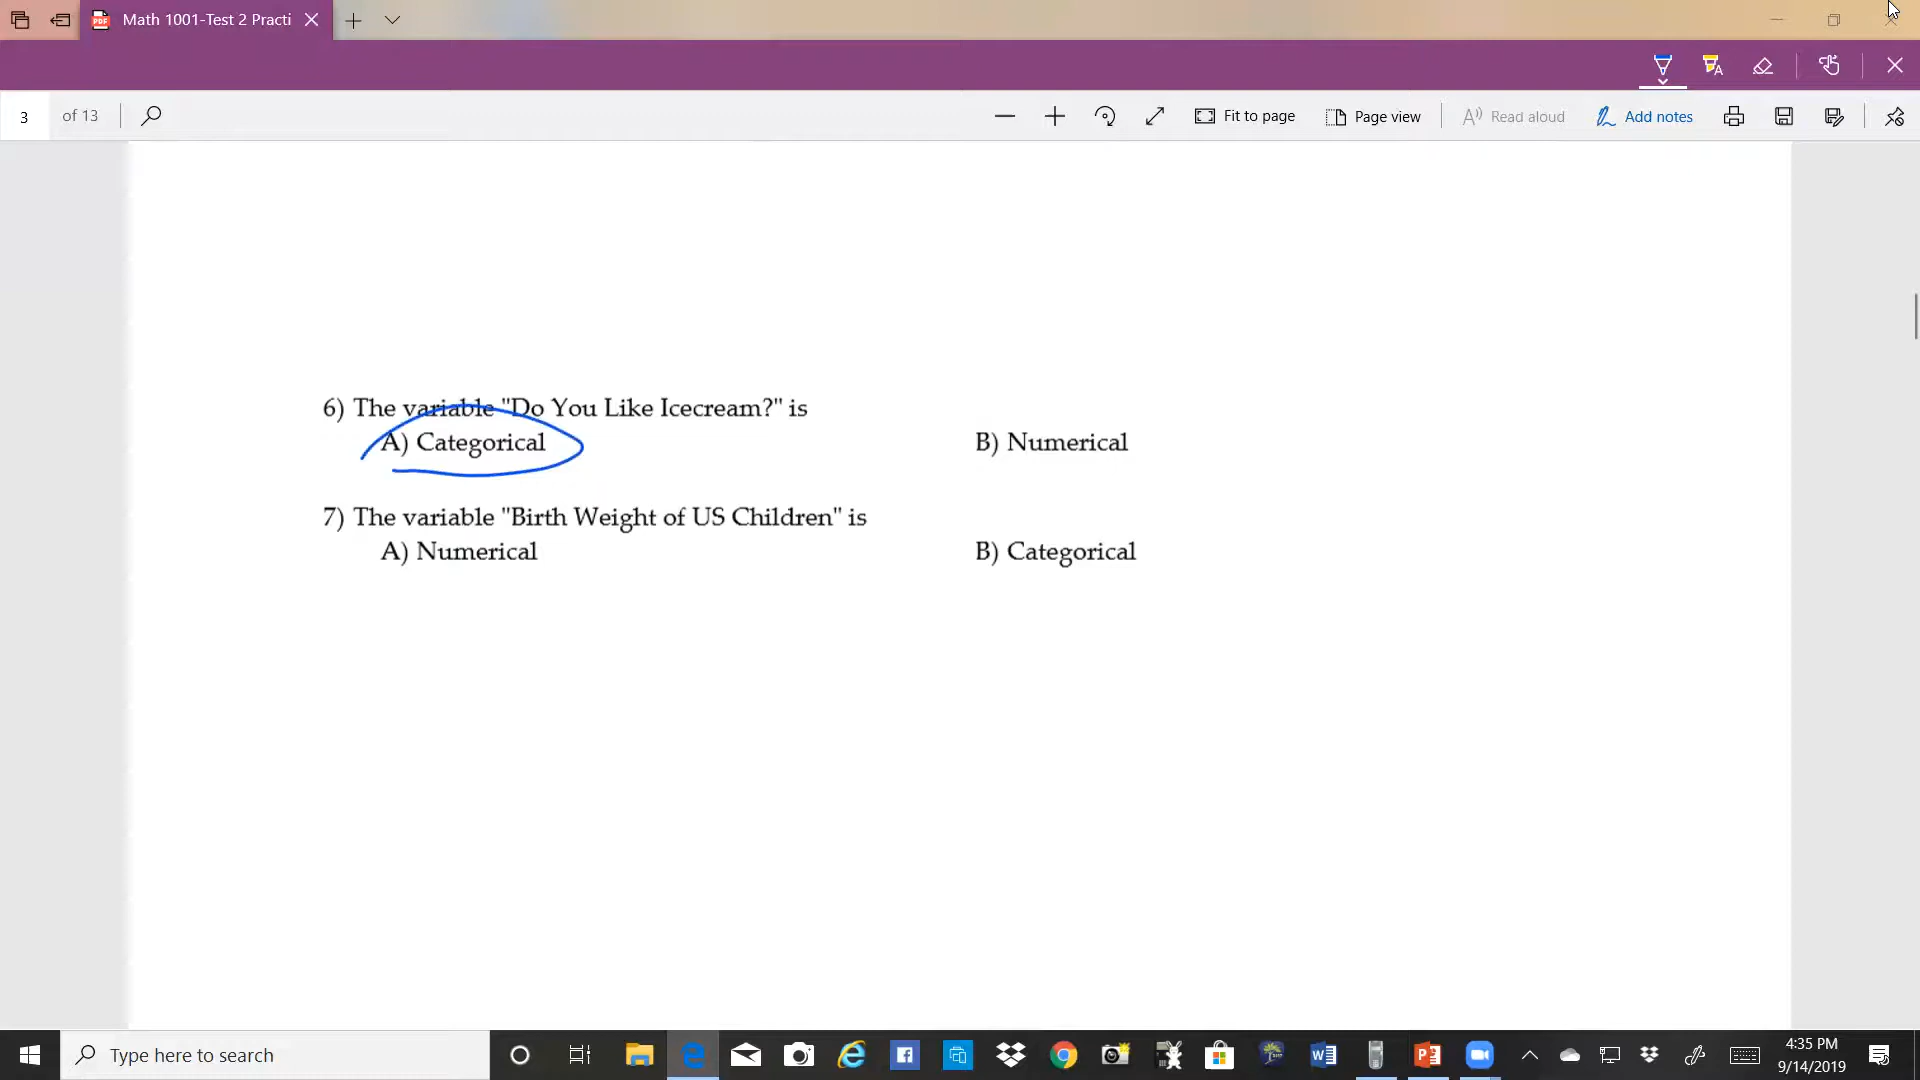 Math 1001-Test 2 Practi
3 of 13
Fit to page
Page view
Read aloud
Add notes
6) The variable "Do You Like Icecream?" is
A) Categorical B) Numerical
7) The variable "Birth Weight of US Children" is
A) Numerical B) Categorical
Type here to search
4:35 PM
9/14/2019